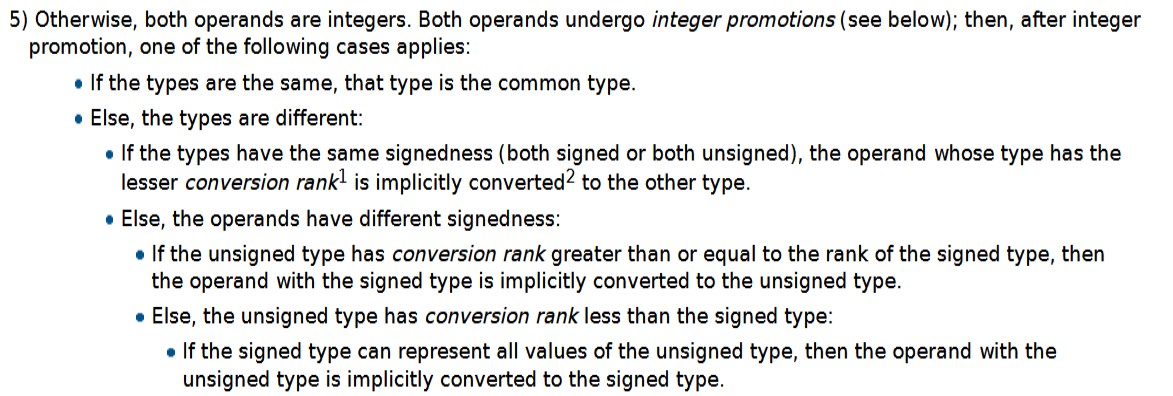 5) Otherwise, both operands are integers. Both operands undergo integer promotions (see below); then, after integer
promotion, one of the following cases applies:
• If the types are the same, that type is the common type.
• Else, the types are different:
• If the types have the same signedness (both signed or both unsigned), the operand whose type has the
lesser conversion rank¹ is implicitly converted² to the other type.
• Else, the operands have different signedness:
• If the unsigned type has conversion rank greater than or equal to the rank of the signed type, then
the operand with the signed type is implicitly converted to the unsigned type.
• Else, the unsigned type has conversion rank less than the signed type:
• If the signed type can represent all values of the unsigned type, then the operand with the
unsigned type is implicitly converted to the signed type.